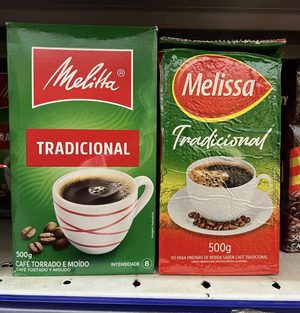 Melitta®
TRADICIONAL
500g
CAFÉ TORRADO E MOÍDO
CAFÉ TOSTADO Y MOLIDO
INTENSIDADE 8
Melissa
Tradicional
500g
PÓ PARA PREPARO DE BEBIDA SABOR CAFÉ TRADICIONAL